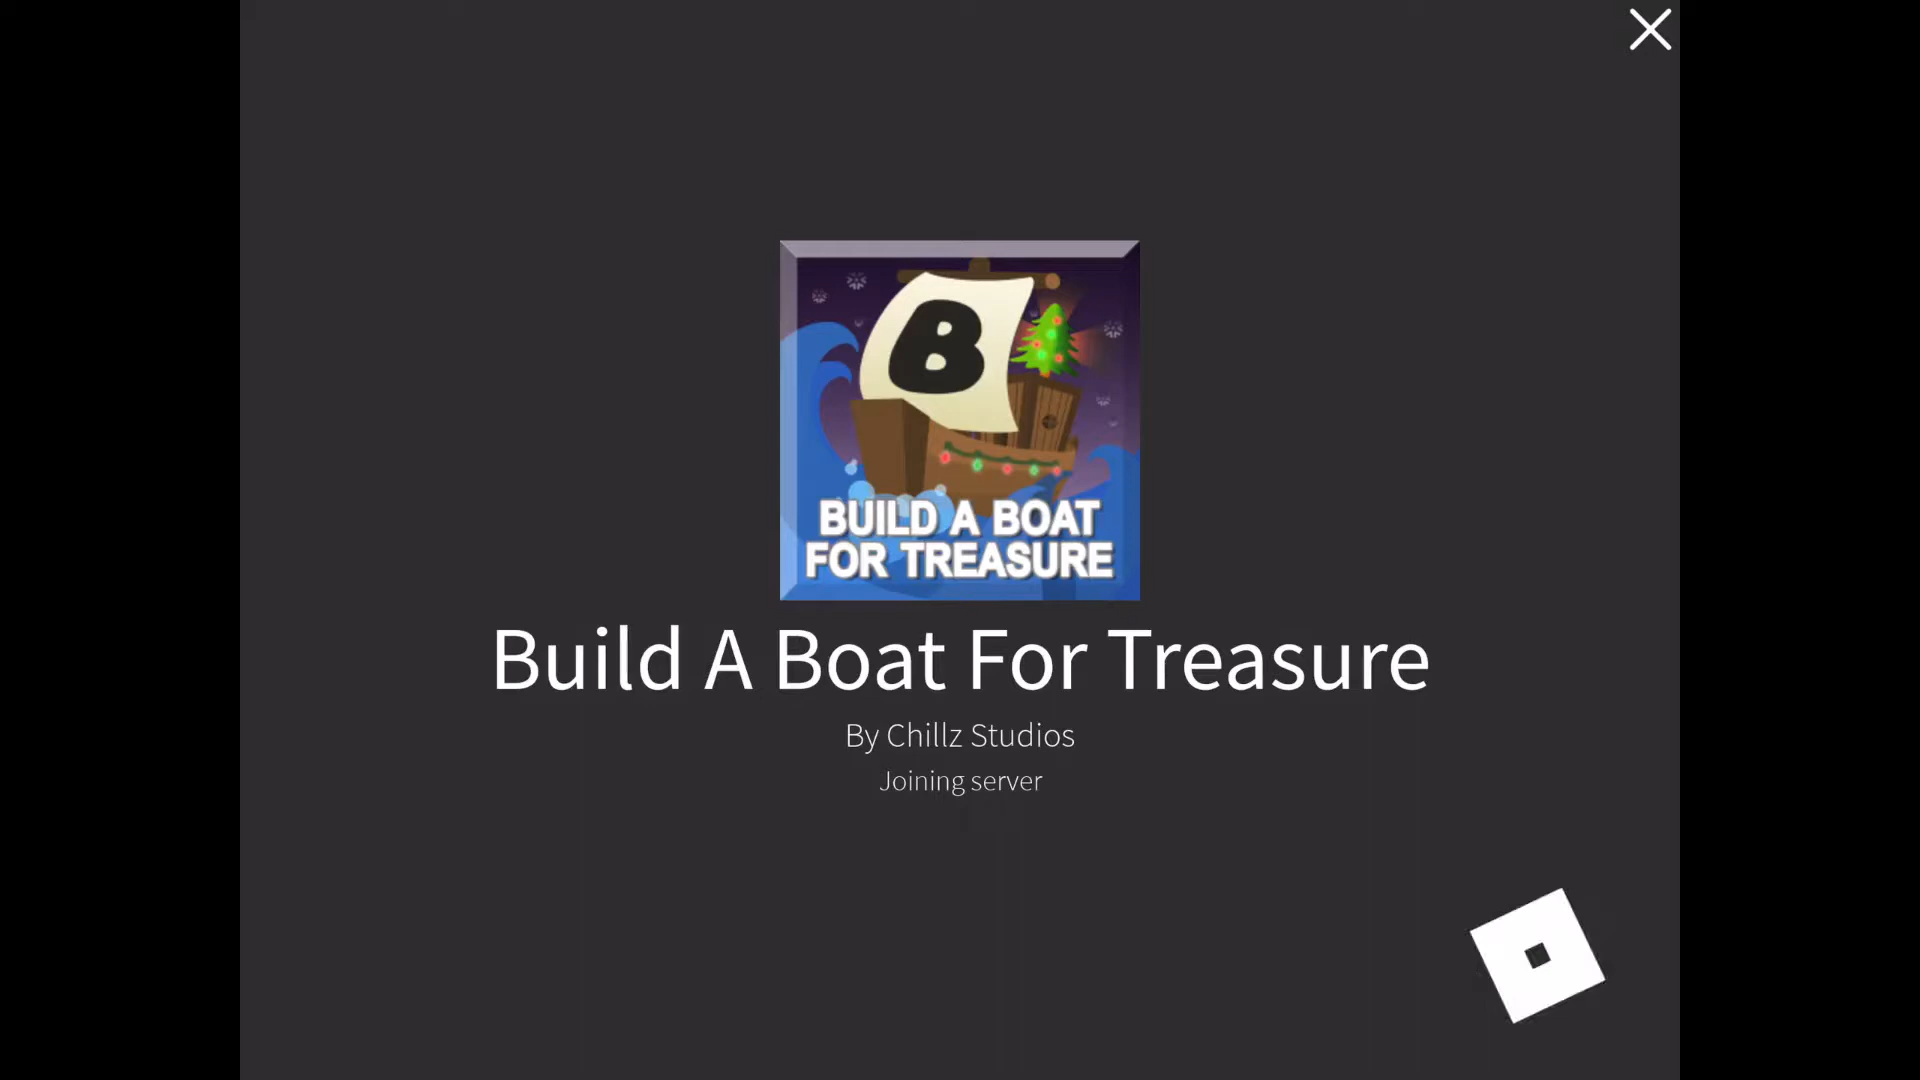 B
BUILD A BOAT
FOR TREASURE
Build A Boat For Treasure
By Chillz Studios
Joining server